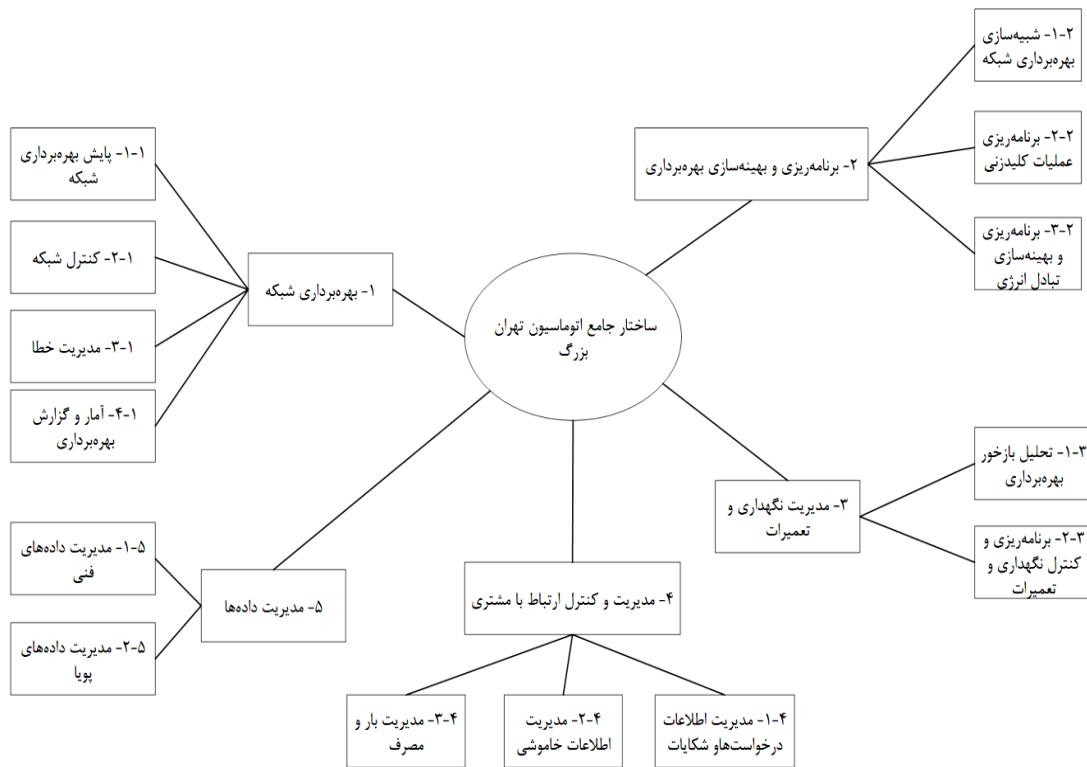 ساختار جامع اتوماسیون تهران
بزرگ
۱- بهره‌برداری شبکه
۱-۱- پایش بهره‌برداری
شبکه
۱-۲- کنترل شبکه
۱-۳- مدیریت خطا
۱-۴- آمار و گزارش
بهره‌برداری
۲- برنامه‌ریزی و بهینه‌سازی بهره‌برداری
۲-۱- شبیه‌سازی
بهره‌برداری شبکه
۲-۲- برنامه‌ریزی
عملیات کلیدزنی
۲-۳- برنامه‌ریزی
و بهینه‌سازی
تبادل انرژی
۳- مدیریت نگهداری و
تعمیرات
۳-۱- تحلیل بازخور
بهره‌برداری
۳-۲- برنامه‌ریزی و
کنترل نگهداری و
تعمیرات
۴- مدیریت و کنترل ارتباط با مشتری
۴-۱- مدیریت اطلاعات
درخواست‌هاو شکایات
۴-۲- مدیریت
اطلاعات خاموشی
۴-۳- مدیریت بار و
مصرف
۵- مدیریت داده‌ها
۵-۱- مدیریت داده‌های
فنی
۵-۲- مدیریت داده‌های
پویا